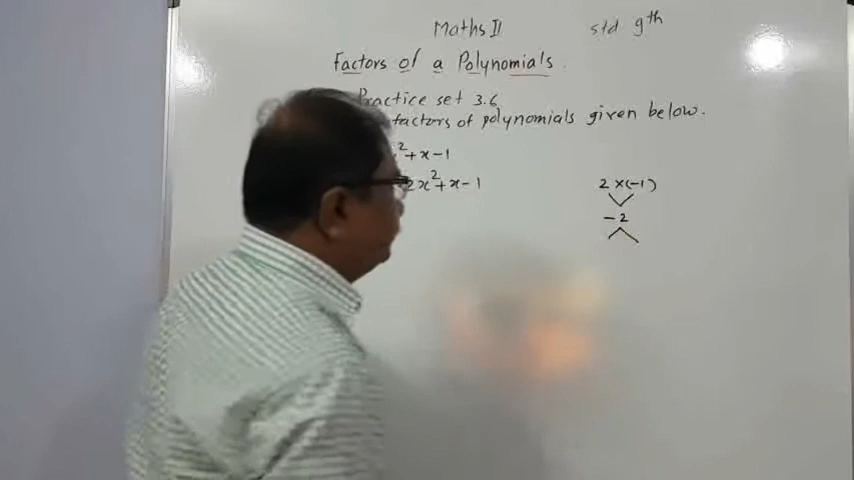 Maths II std 9th
Factors of a Polynomials.
Practice set 3.6
factors of polynomials given below.
² + x - 1
2x² + x - 1 2 × (-1)
- 2